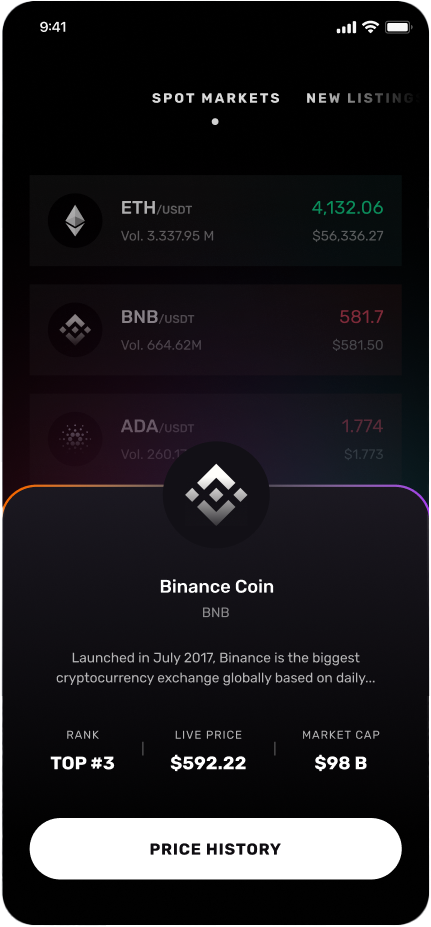 9:41
SPOT MARKETS NEW LISTING
ETH/USDT 4,132.06
Vol. 3.337.95 M $56,336.27
BNB/USDT 581.7
Vol. 664.62M $581.50
ADA/USDT 1.774
Vol. 260.1 $1.773
Binance Coin
BNB
Launched in July 2017, Binance is the biggest
cryptocurrency exchange globally based on daily...
RANK LIVE PRICE MARKET CAP
TOP #3 $592.22 $98 B
PRICE HISTORY